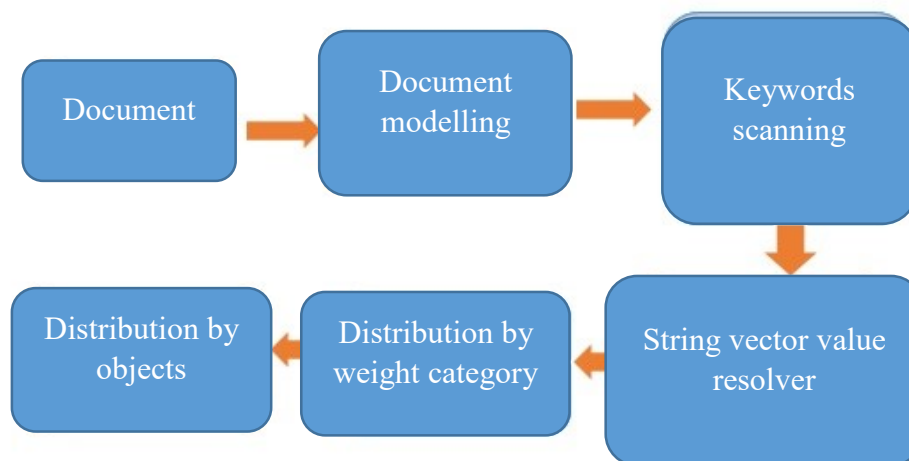 Document
Document
modelling
Keywords
scanning
String vector value
resolver
Distribution by
weight category
Distribution by
objects